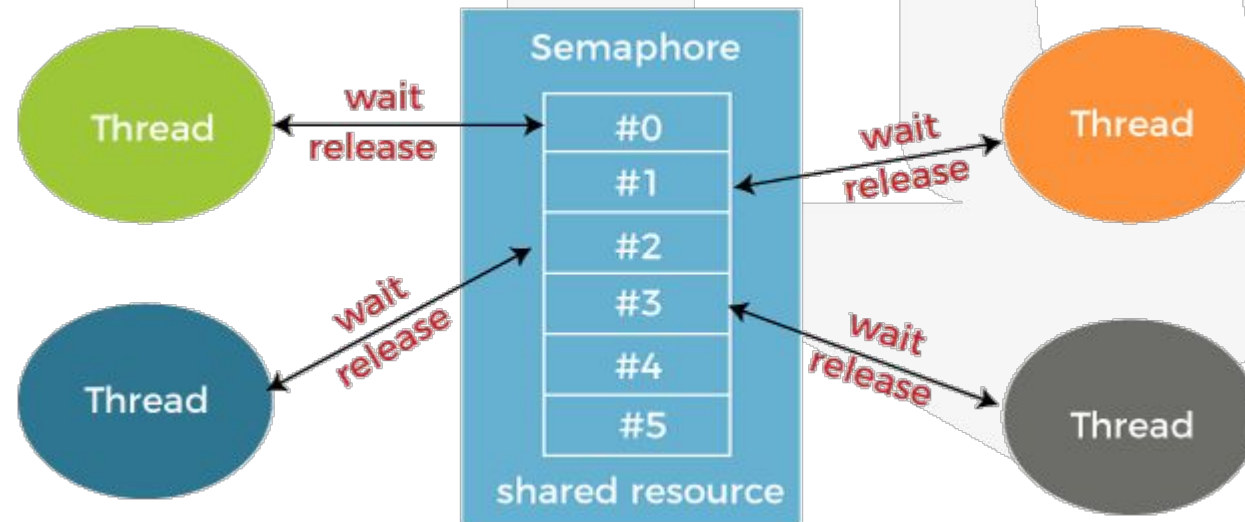 Semaphore
Thread
wait
release
#0
#1
#2
#3
#4
#5
wait
release
Thread
Thread
wait
release
wait
release
Thread
shared resource